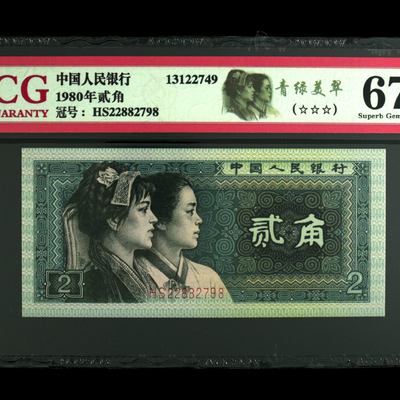 CG
WARRANTY
中国人民银行
1980年贰角
冠号：HS22882798
13122749
青绿美翠
(☆☆☆)
67
Superb Gem
中国人民银行
贰角
HS22882798
2
2